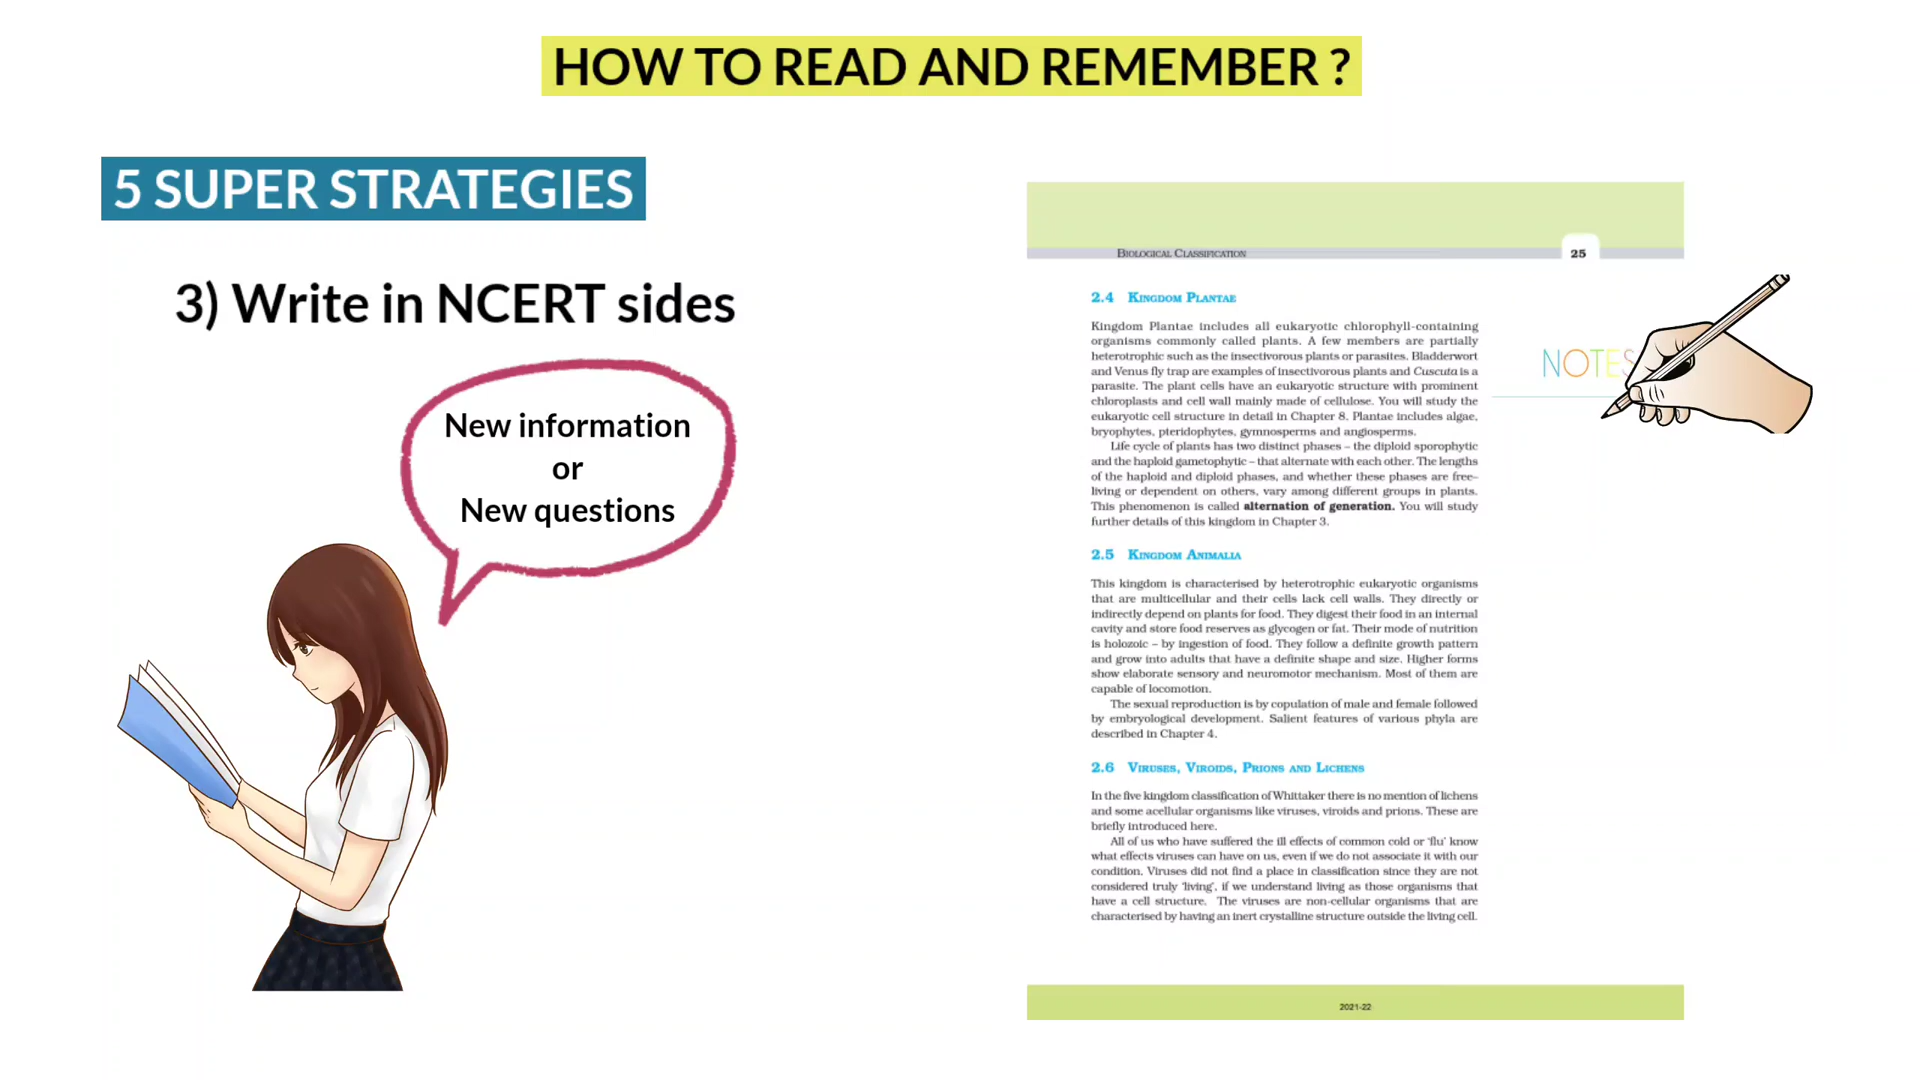 HOW TO READ AND REMEMBER ?
5 SUPER STRATEGIES
3) Write in NCERT sides
New information
or
New questions
BIOLOGICAL CLASSIFICATION
25
2.4 KINGDOM PLANTAE
Kingdom Plantae includes all eukaryotic chlorophyll-containing
organisms commonly called plants. A few members are partially
heterotrophic such as the insectivorous plants or parasites. Bladderwort
and Venus fly trap are examples of insectivorous plants and Cuscuta is a
parasite. The plant cells have an eukaryotic structure with prominent
chloroplasts and cell wall mainly made of cellulose. You will study the
eukaryotic cell structure in detail in Chapter 8. Plantae includes algae,
bryophytes, pteridophytes, gymnosperms and angiosperms.
Life cycle of plants has two distinct phases – the diploid sporophytic
and the haploid gametophytic – that alternate with each other. The lengths
of the haploid and diploid phases, and whether these phases are free–
living or dependent on others, vary among different groups in plants.
This phenomenon is called alternation of generation. You will study
further details of this kingdom in Chapter 3.
2.5 KINGDOM ANIMALIA
This kingdom is characterised by heterotrophic eukaryotic organisms
that are multicellular and their cells lack cell walls. They directly or
indirectly depend on plants for food. They digest their food in an internal
cavity and store food reserves as glycogen or fat. Their mode of nutrition
is holozoic – by ingestion of food. They follow a definite growth pattern
and grow into adults that have a definite shape and size. Higher forms
show elaborate sensory and neuromotor mechanism. Most of them are
capable of locomotion.
The sexual reproduction is by copulation of male and female followed
by embryological development. Salient features of various phyla are
described in Chapter 4.
2.6 VIRUSES, VIROIDS, PRIONS AND LICHENS
In the five kingdom classification of Whittaker there is no mention of lichens
and some acellular organisms like viruses, viroids and prions. These are
briefly introduced here.
All of us who have suffered the ill effects of common cold or ‘flu’ know
what effects viruses can have on us, even if we do not associate it with our
condition. Viruses did not find a place in classification since they are not
considered truly ‘living’, if we understand living as those organisms that
have a cell structure. The viruses are non-cellular organisms that are
characterised by having an inert crystalline structure outside the living cell.
NOTES
2021-22